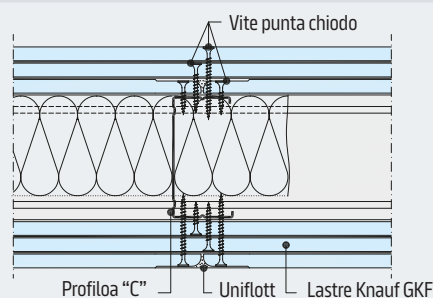 Vite punta chiodo
Profiloa “C”
Uniflott
Lastre Knauf GKF